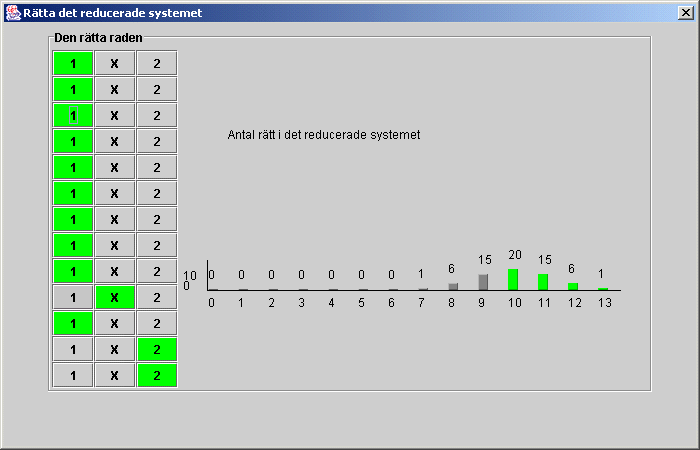 Rätta det reducerade systemet
Den rätta raden
1 X 2
1 X 2
1 X 2
1 X 2
1 X 2
1 X 2
1 X 2
1 X 2
1 X 2
1 X 2
1 X 2
1 X 2
1 X 2
Antal rätt i det reducerade systemet
0 0 0 0 0 0 0 1 6 15 20 15 6 1
10
0
0 1 2 3 4 5 6 7 8 9 10 11 12 13